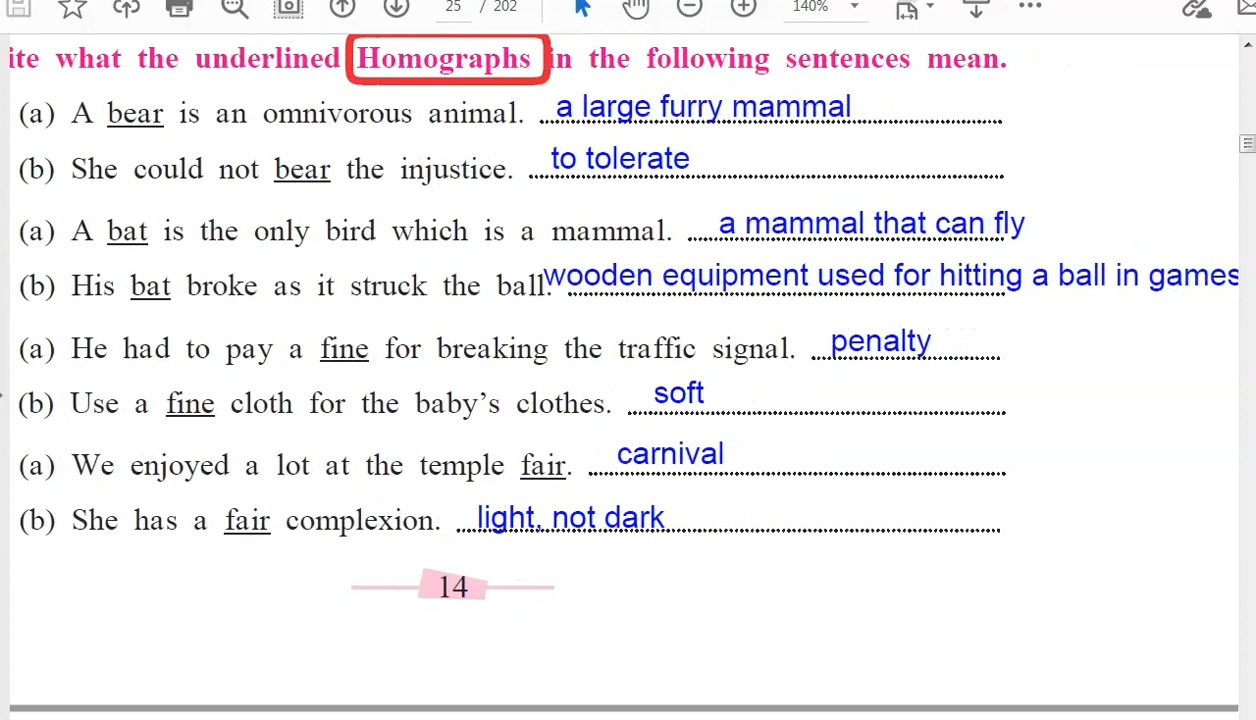 25 / 202 140%
ite what the underlined Homographs in the following sentences mean.
(a) A bear is an omnivorous animal. a large furry mammal
(b) She could not bear the injustice. to tolerate
(a) A bat is the only bird which is a mammal. a mammal that can fly
(b) His bat broke as it struck the ball. wooden equipment used for hitting a ball in games
(a) He had to pay a fine for breaking the traffic signal. penalty
(b) Use a fine cloth for the baby's clothes. soft
(a) We enjoyed a lot at the temple fair. carnival
(b) She has a fair complexion. light, not dark
14